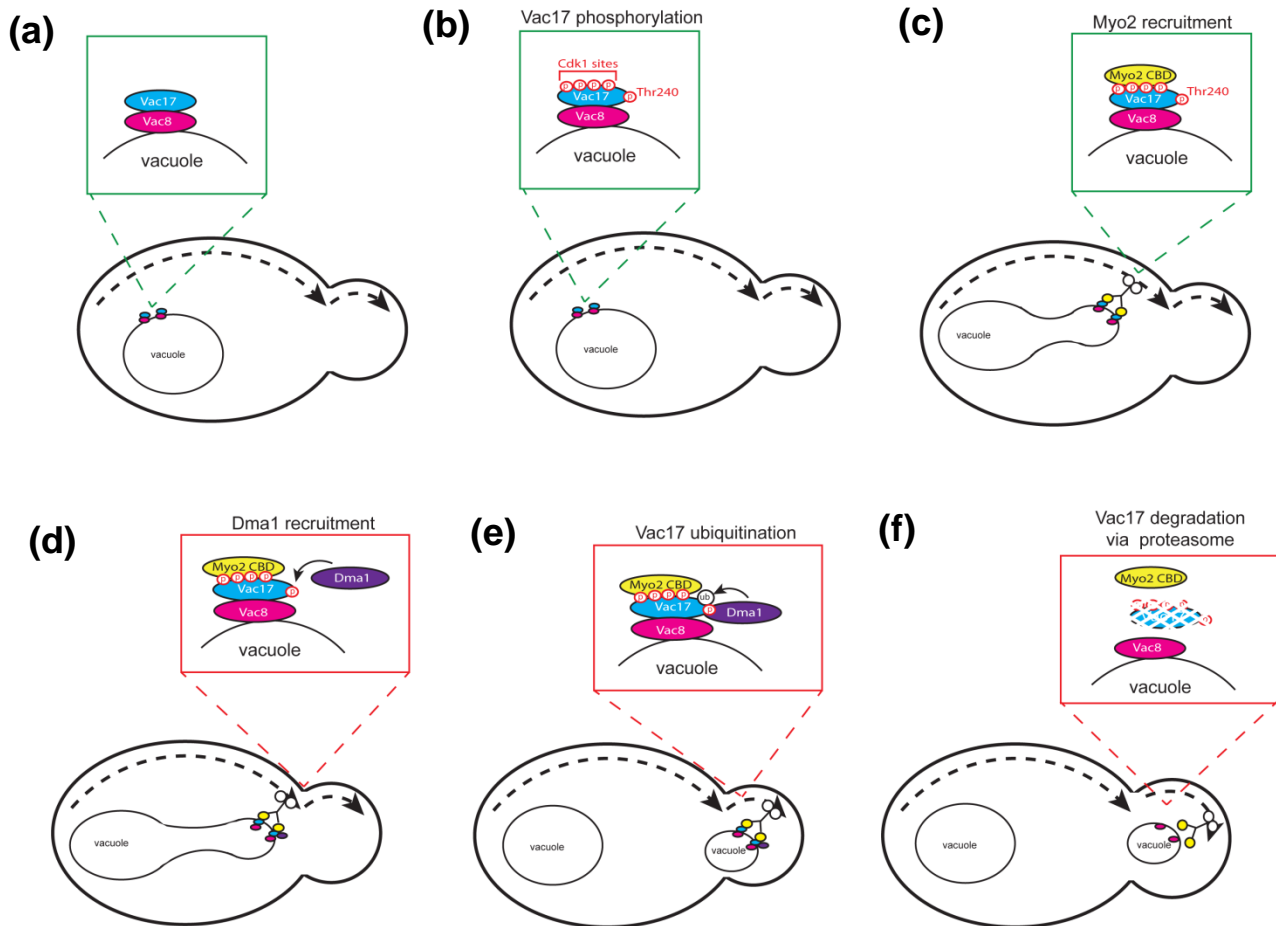 (a)
Vac17
Vac8
vacuole
vacuole
(b)
Vac17 phosphorylation
Cdk1 sites
p p p p
Vac17
p
Thr240
Vac8
vacuole
vacuole
(c)
Myo2 recruitment
Myo2 CBD
p p p p
Thr240
Vac17
p
Vac8
vacuole
vacuole
(d)
Dma1 recruitment
Myo2 CBD
p p p p
Dma1
Vac17
p
Vac8
vacuole
vacuole
(e)
Vac17 ubiquitination
Myo2 CBD
ub
p p p p
Vac17
p
Dma1
Vac8
vacuole
vacuole
vacuole
(f)
Vac17 degradation
via proteasome
Myo2 CBD
Vac8
vacuole
vacuole
vacuole